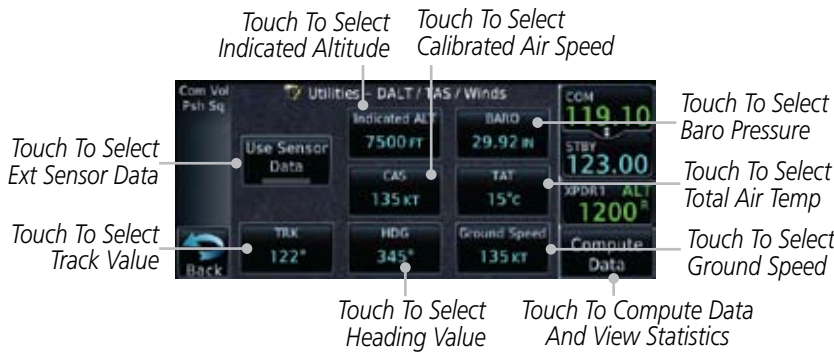 Touch To Select
Indicated Altitude
Touch To Select
Calibrated Air Speed
Touch To Select
Ext Sensor Data
Touch To Select
Track Value
Com Vol
Psh Sq
Utilities – DALT / TAS / Winds
Use Sensor
Data
Indicated ALT
7500 FT
BARO
29.92 IN
CAS
135 KT
TAT
15°C
TRK
122°
HDG
345°
Ground Speed
135 KT
Back
COM
119.10
STBY
123.00
XPDR1 ALT
1200 R
Compute
Data
Touch To Select
Baro Pressure
Touch To Select
Total Air Temp
Touch To Select
Ground Speed
Touch To Select
Heading Value
Touch To Compute Data
And View Statistics